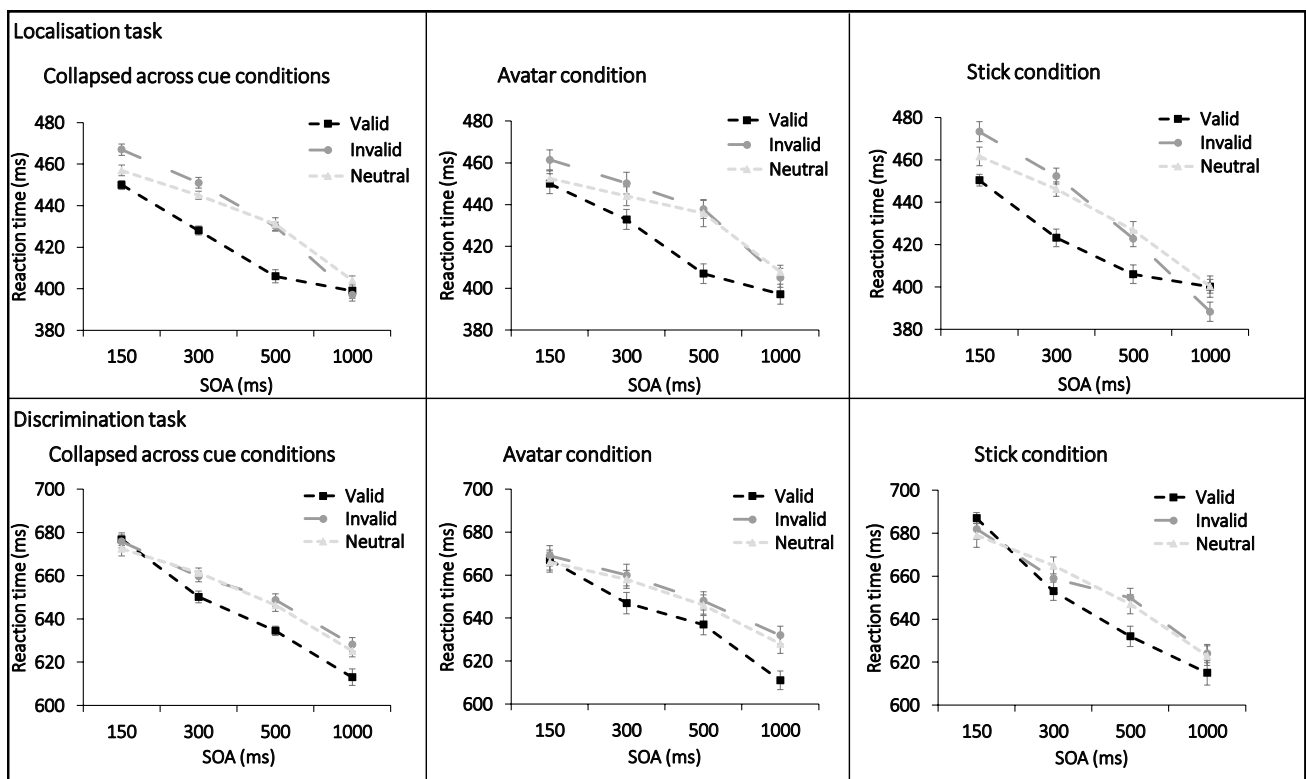 Localisation task
Collapsed across cue conditions
Valid
Invalid
Neutral
480
460
440
420
400
380
Reaction time (ms)
150 300 500 1000
SOA (ms)
Avatar condition
Valid
Invalid
Neutral
480
460
440
420
400
380
Reaction time (ms)
150 300 500 1000
SOA (ms)
Stick condition
Valid
Invalid
Neutral
480
460
440
420
400
380
Reaction time (ms)
150 300 500 1000
SOA (ms)
Discrimination task
Collapsed across cue conditions
Valid
Invalid
Neutral
700
680
660
640
620
600
Reaction time (ms)
150 300 500 1000
SOA (ms)
Avatar condition
Valid
Invalid
Neutral
700
680
660
640
620
600
Reaction time (ms)
150 300 500 1000
SOA (ms)
Stick condition
Valid
Invalid
Neutral
700
680
660
640
620
600
Reaction time (ms)
150 300 500 1000
SOA (ms)